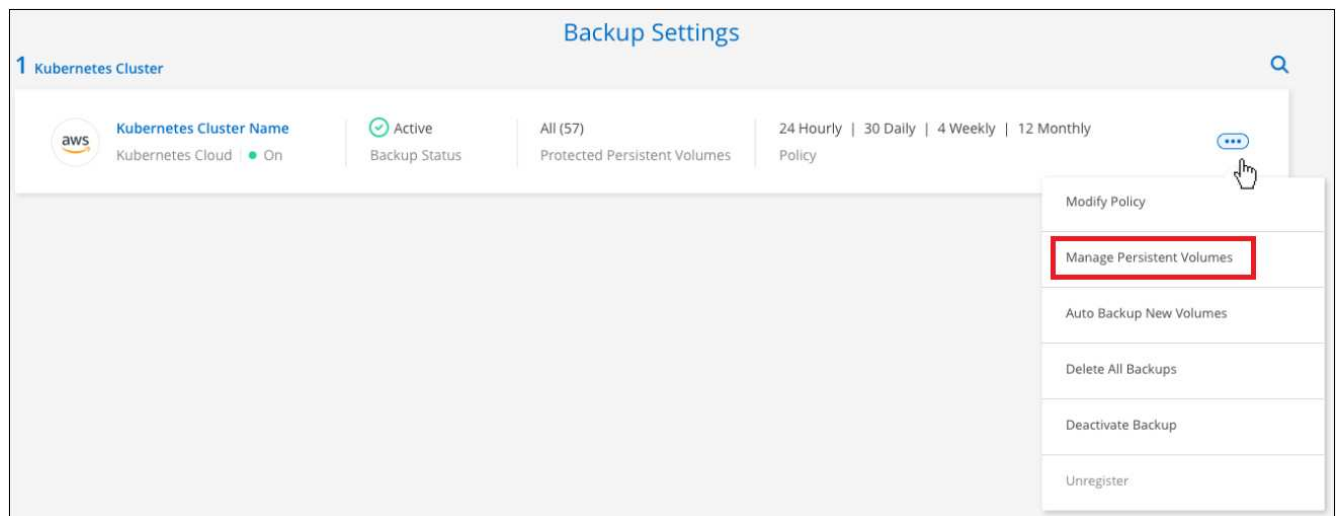 Backup Settings
1 Kubernetes Cluster
aws
Kubernetes Cluster Name
Kubernetes Cloud | On
Active
Backup Status
All (57)
Protected Persistent Volumes
24 Hourly | 30 Daily | 4 Weekly | 12 Monthly
Policy
Modify Policy
Manage Persistent Volumes
Auto Backup New Volumes
Delete All Backups
Deactivate Backup
Unregister